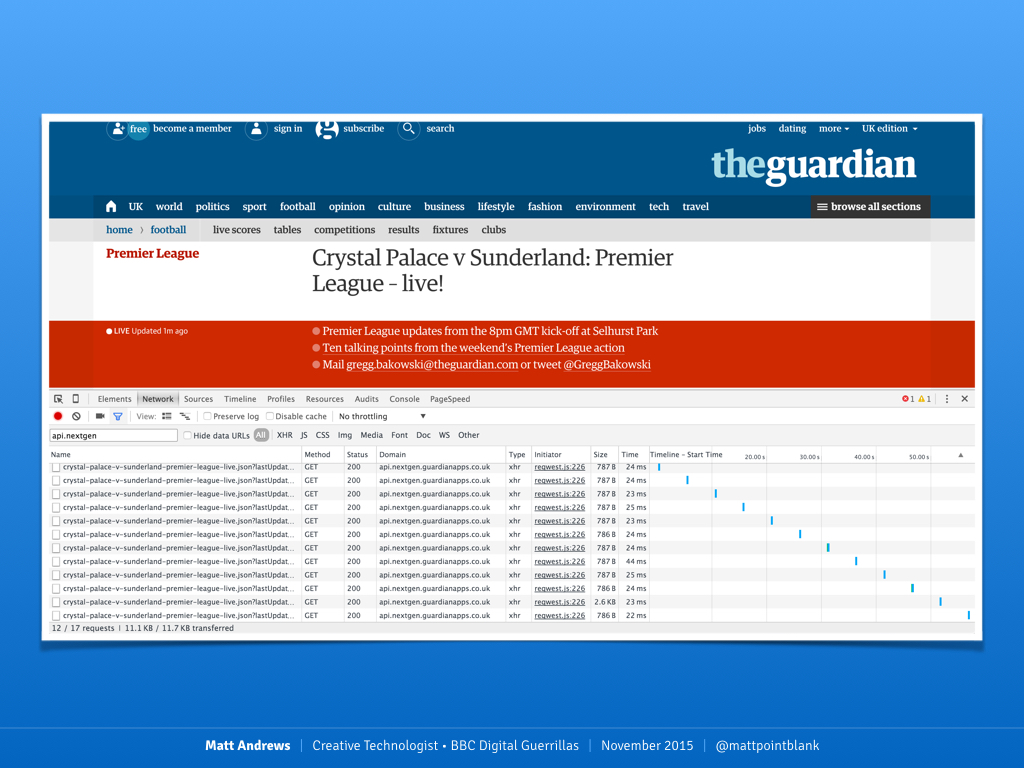 free become a member sign in subscribe search jobs dating more UK edition
theguardian
UK world politics sport football opinion culture business lifestyle fashion environment tech travel browse all sections
home › football live scores tables competitions results fixtures clubs
Premier League
Crystal Palace v Sunderland: Premier
League – live!
LIVE Updated 1m ago
Premier League updates from the 8pm GMT kick-off at Selhurst Park
Ten talking points from the weekend's Premier League action
Mail gregg.bakowski@theguardian.com or tweet @GreggBakowski
Elements Network Sources Timeline Profiles Resources Audits Console PageSpeed 1 1
View: Preserve log Disable cache No throttling
api.nextgen Hide data URLs All XHR JS CSS Img Media Font Doc WS Other
Name Method Status Domain Type Initiator Size Time Timeline – Start Time 20.00 s 30.00 s 40.00 s 50.00 s
crystal-palace-v-sunderland-premier-league-live.json?lastUpdat... GET 200 api.nextgen.guardianapps.co.uk xhr reqwest.js:226 787 B 24 ms
crystal-palace-v-sunderland-premier-league-live.json?lastUpdat... GET 200 api.nextgen.guardianapps.co.uk xhr reqwest.js:226 787 B 24 ms
crystal-palace-v-sunderland-premier-league-live.json?lastUpdat... GET 200 api.nextgen.guardianapps.co.uk xhr reqwest.js:226 787 B 23 ms
crystal-palace-v-sunderland-premier-league-live.json?lastUpdat... GET 200 api.nextgen.guardianapps.co.uk xhr reqwest.js:226 787 B 25 ms
crystal-palace-v-sunderland-premier-league-live.json?lastUpdat... GET 200 api.nextgen.guardianapps.co.uk xhr reqwest.js:226 787 B 23 ms
crystal-palace-v-sunderland-premier-league-live.json?lastUpdat... GET 200 api.nextgen.guardianapps.co.uk xhr reqwest.js:226 786 B 24 ms
crystal-palace-v-sunderland-premier-league-live.json?lastUpdat... GET 200 api.nextgen.guardianapps.co.uk xhr reqwest.js:226 787 B 24 ms
crystal-palace-v-sunderland-premier-league-live.json?lastUpdat... GET 200 api.nextgen.guardianapps.co.uk xhr reqwest.js:226 787 B 44 ms
crystal-palace-v-sunderland-premier-league-live.json?lastUpdat... GET 200 api.nextgen.guardianapps.co.uk xhr reqwest.js:226 787 B 25 ms
crystal-palace-v-sunderland-premier-league-live.json?lastUpdat... GET 200 api.nextgen.guardianapps.co.uk xhr reqwest.js:226 786 B 24 ms
crystal-palace-v-sunderland-premier-league-live.json?lastUpdat... GET 200 api.nextgen.guardianapps.co.uk xhr reqwest.js:226 2.6 KB 23 ms
crystal-palace-v-sunderland-premier-league-live.json?lastUpdat... GET 200 api.nextgen.guardianapps.co.uk xhr reqwest.js:226 786 B 22 ms
12 / 17 requests | 11.1 KB / 11.7 KB transferred
Matt Andrews | Creative Technologist • BBC Digital Guerrillas | November 2015 | @mattpointblank